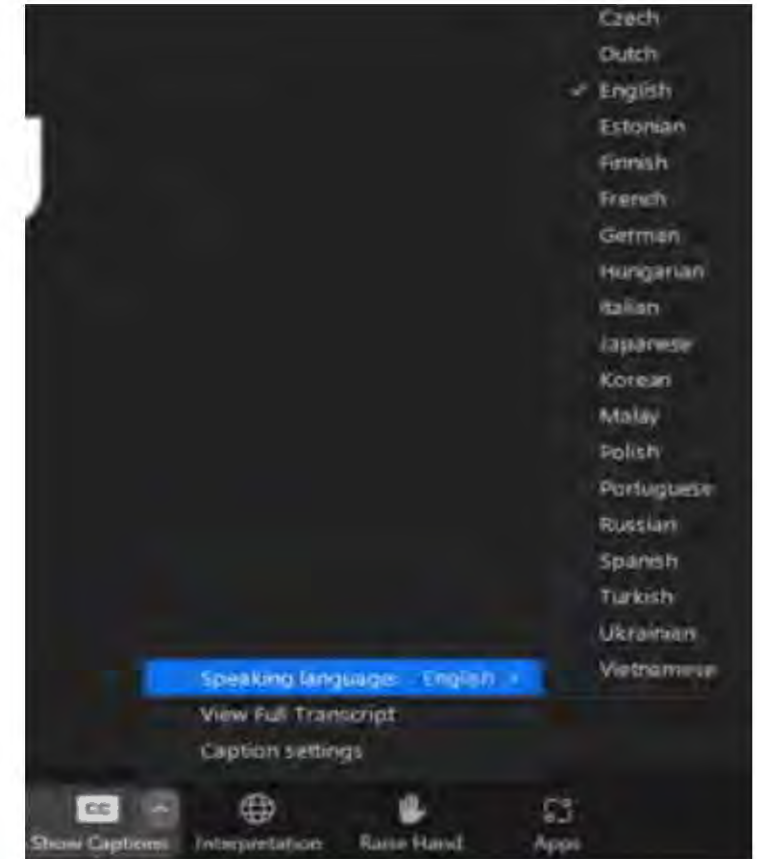 Czech
Dutch
English
Estonian
Finnish
French
German
Hungarian
Italian
Japanese
Korean
Malay
Polish
Portuguese
Russian
Spanish
Turkish
Ukrainian
Vietnamese
Speaking language: English
View Full Transcript
Caption settings
CC
Show Captions Interpretation Raise Hand Apps